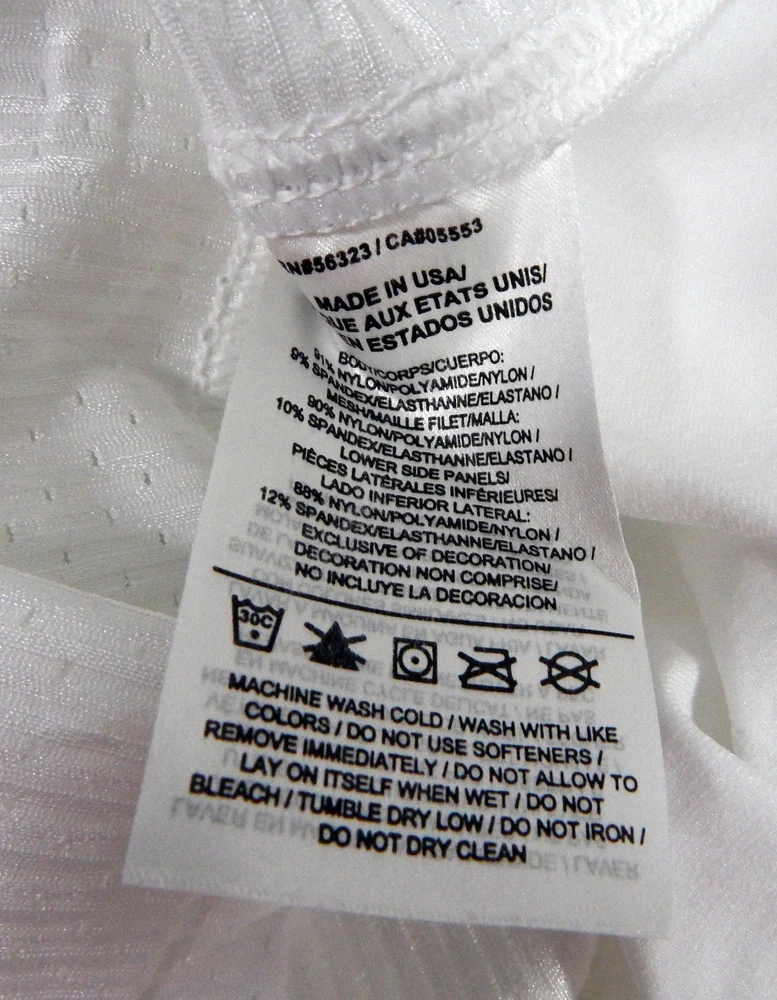 RN#56323 / CA#05553
MADE IN USA/
QUE AUX ETATS UNIS/
EN ESTADOS UNIDOS
BODY/CORPS/CUERPO:
91% NYLON/POLYAMIDE/NYLON /
9% SPANDEX/ELASTHANNE/ELASTANO /
MESH/MAILLE FILET/MALLA:
90% NYLON/POLYAMIDE/NYLON /
10% SPANDEX/ELASTHANNE/ELASTANO /
LOWER SIDE PANELS/
PIÈCES LATÉRALES INFÉRIEURES/
LADO INFERIOR LATERAL:
88% NYLON/POLYAMIDE/NYLON /
12% SPANDEX/ELASTHANNE/ELASTANO /
EXCLUSIVE OF DECORATION/
DECORATION NON COMPRISE/
NO INCLUYE LA DECORACION
30C
MACHINE WASH COLD / WASH WITH LIKE
COLORS / DO NOT USE SOFTENERS /
REMOVE IMMEDIATELY / DO NOT ALLOW TO
LAY ON ITSELF WHEN WET / DO NOT
BLEACH / TUMBLE DRY LOW / DO NOT IRON /
DO NOT DRY CLEAN